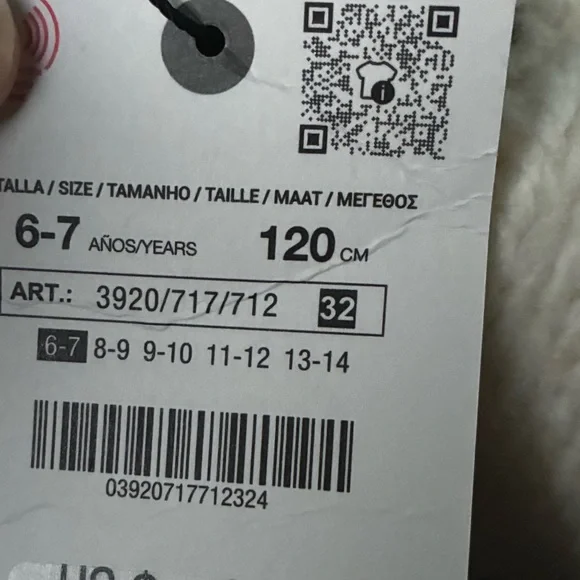 TALLA / SIZE / TAMANHO / TAILLE / MAAT / ΜΕΓΕΘΟΣ
6-7 AÑOS/YEARS 120 CM
ART.: 3920/717/712 32
6-7 8-9 9-10 11-12 13-14
03920717712324